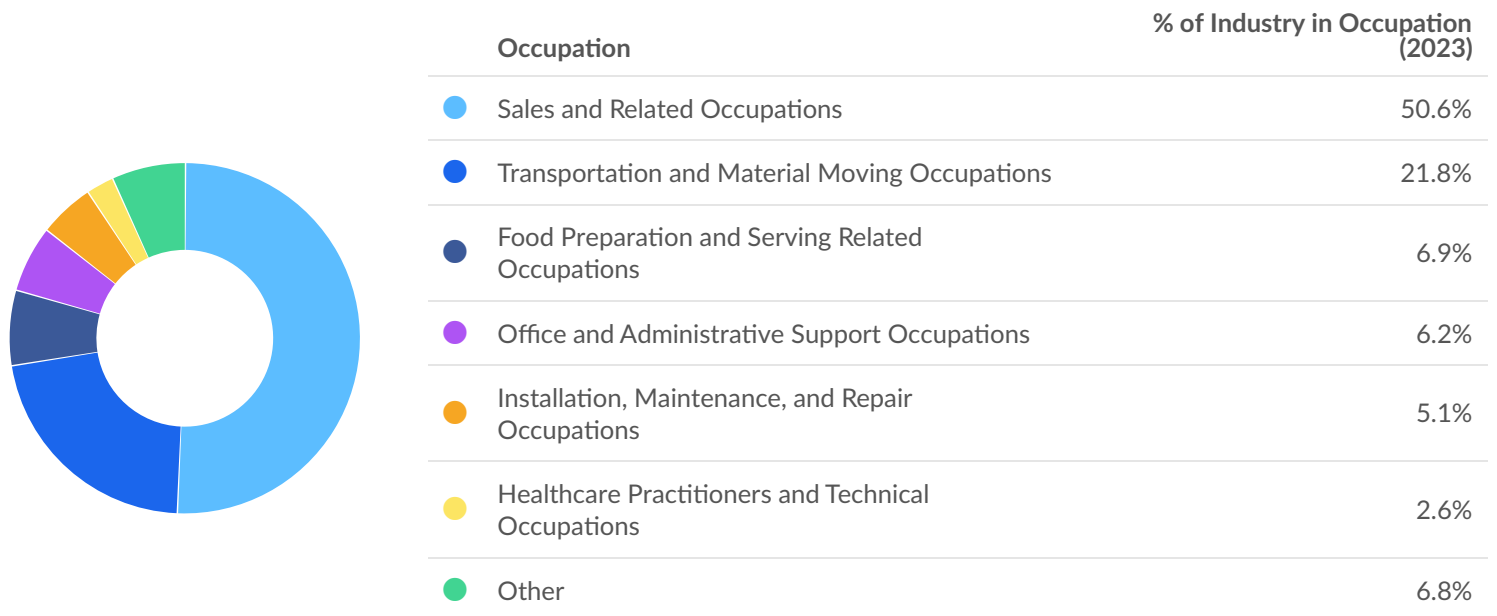 % of Industry in Occupation
Occupation (2023)
Sales and Related Occupations 50.6%
Transportation and Material Moving Occupations 21.8%
Food Preparation and Serving Related
Occupations 6.9%
Office and Administrative Support Occupations 6.2%
Installation, Maintenance, and Repair
Occupations 5.1%
Healthcare Practitioners and Technical
Occupations 2.6%
Other 6.8%